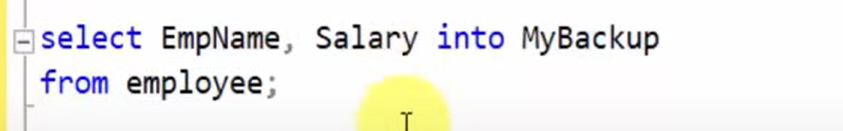 select EmpName, Salary into MyBackup
from employee;